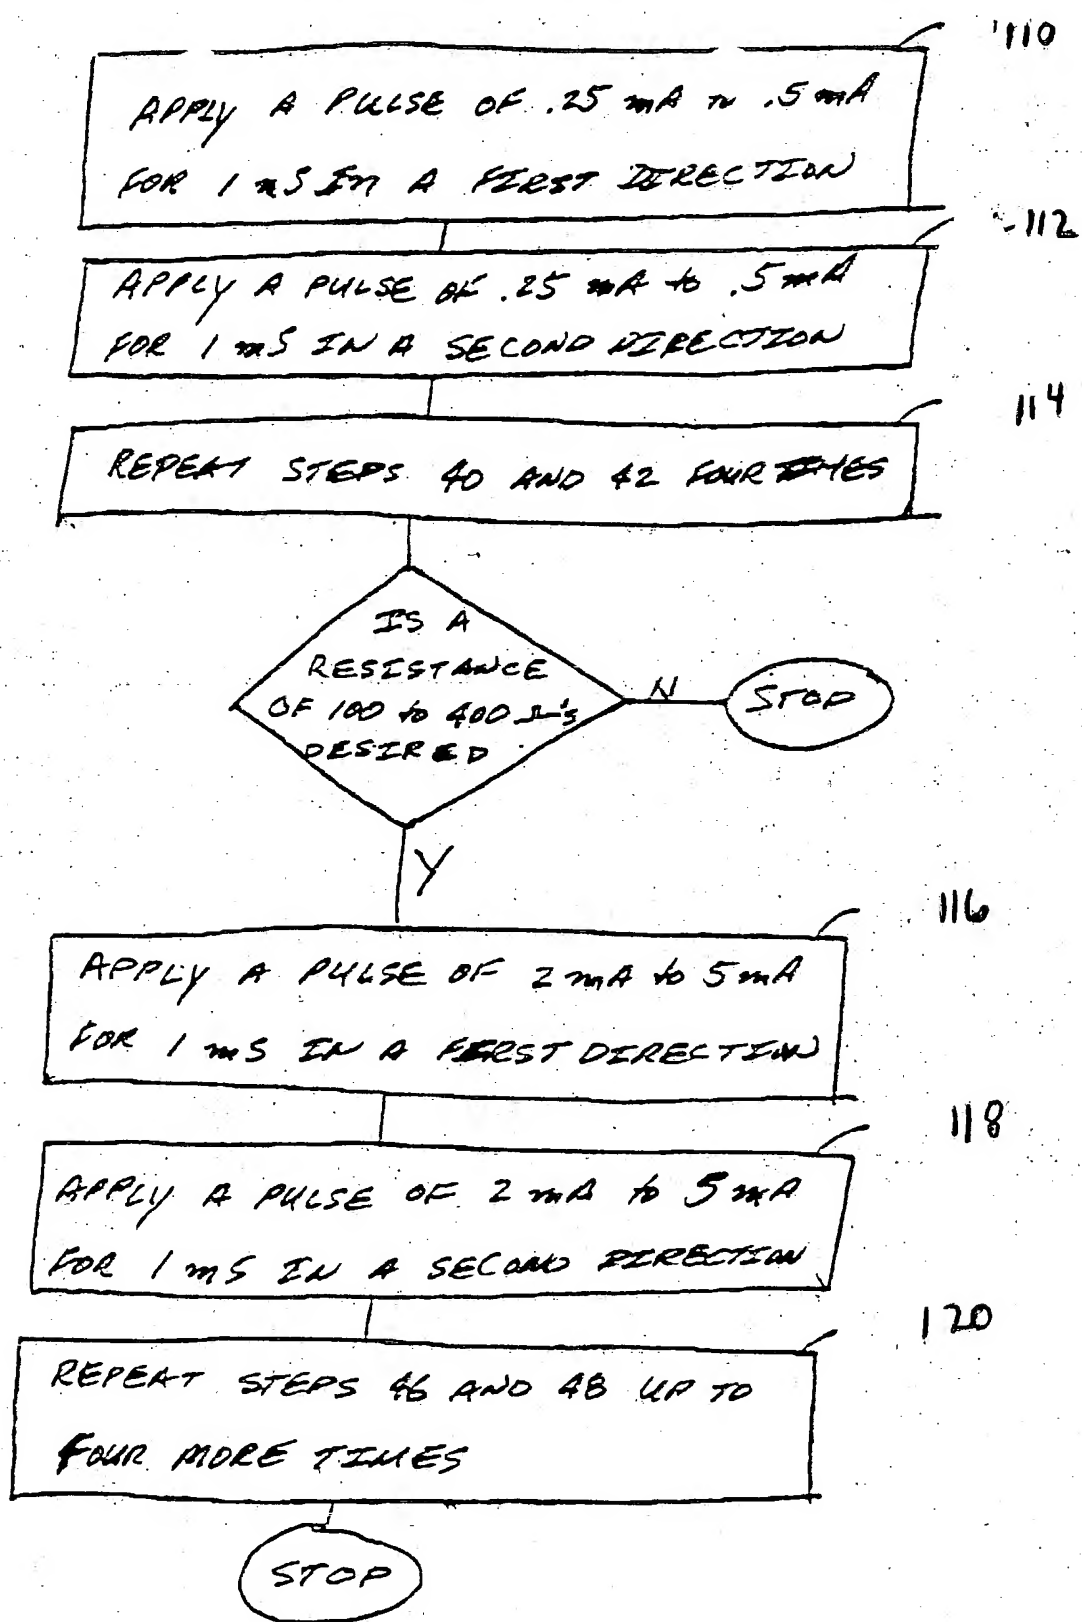 110
APPLY A PULSE OF .25 mA to .5 mA
FOR 1 mS In A FIRST DIRECTION
112
APPLY A PULSE OF .25 mA to .5 mA
FOR 1 mS IN A SECOND DIRECTION
114
REPEAT STEPS 40 AND 42 FOUR TIMES
IS A
RESISTANCE
OF 100 to 400 Ω's
DESIRED
N
STOP
Y
116
APPLY A PULSE OF 2 mA to 5 mA
FOR 1 mS IN A FIRST DIRECTION
118
APPLY A PULSE OF 2 mA to 5 mA
FOR 1 mS IN A SECOND DIRECTION
120
REPEAT STEPS 46 AND 48 UP TO
FOUR MORE TIMES
STOP